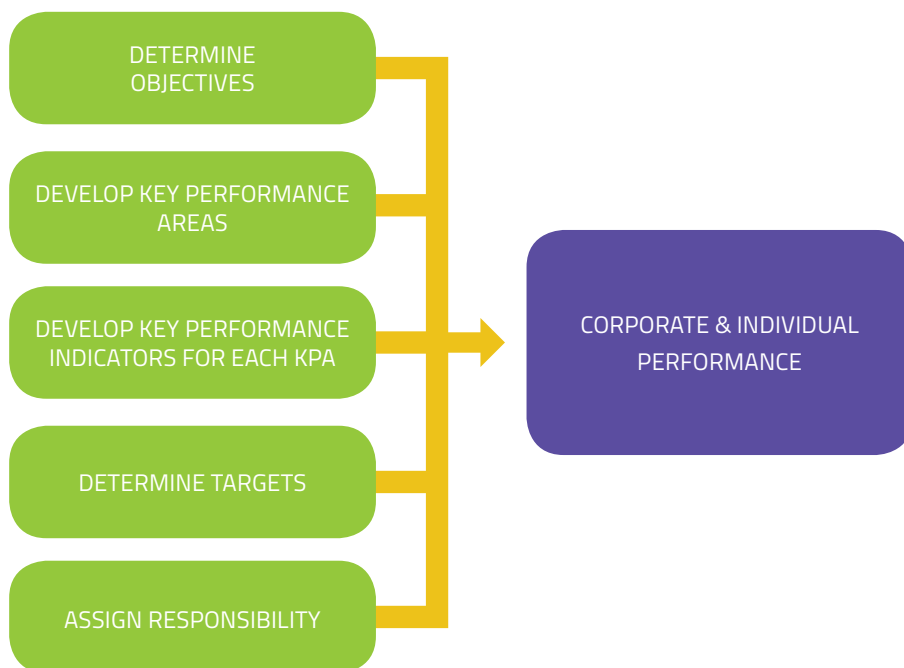 DETERMINE
OBJECTIVES
DEVELOP KEY PERFORMANCE
AREAS
DEVELOP KEY PERFORMANCE
INDICATORS FOR EACH KPA
DETERMINE TARGETS
ASSIGN RESPONSIBILITY
CORPORATE & INDIVIDUAL
PERFORMANCE